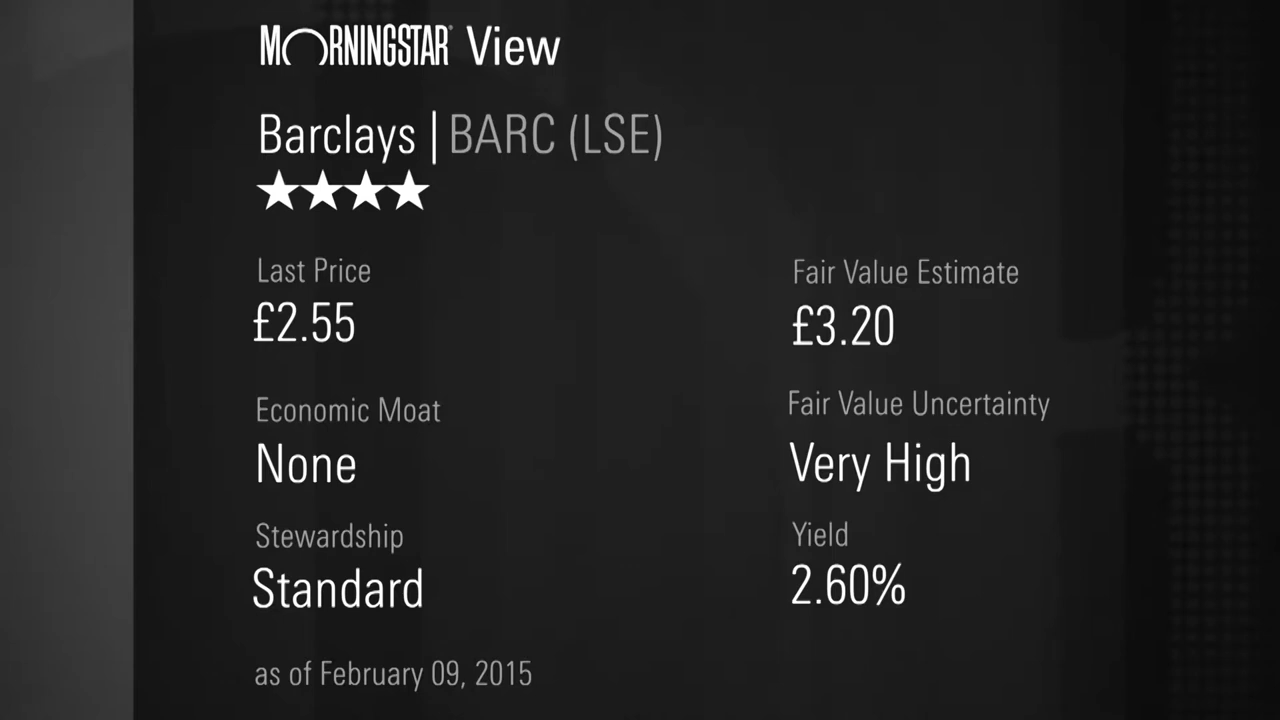 MORNINGSTAR® View
Barclays | BARC (LSE)
★★★★
Last Price
£2.55
Fair Value Estimate
£3.20
Economic Moat
None
Fair Value Uncertainty
Very High
Stewardship
Standard
Yield
2.60%
as of February 09, 2015